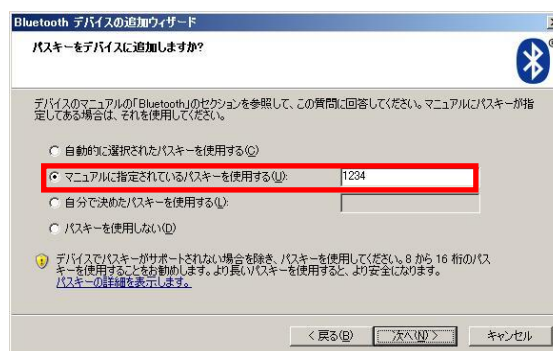 Bluetooth デバイスの追加ウィザード
パスキーをデバイスに追加しますか?
デバイスのマニュアルの「Bluetooth」のセクションを参照して、この質問に回答してください。マニュアルにパスキーが指
定してある場合は、それを使用してください。
自動的に選択されたパスキーを使用する(C)
マニュアルに指定されているパスキーを使用する(U): 1234
自分で決めたパスキーを使用する(L):
パスキーを使用しない(D)
デバイスでパスキーがサポートされない場合を除き、パスキーを使用してください。8 から 16 桁のパス
キーを使用することをお勧めします。より長いパスキーを使用すると、より安全になります。
パスキーの詳細を表示します。
< 戻る(B) 次へ(N) > キャンセル